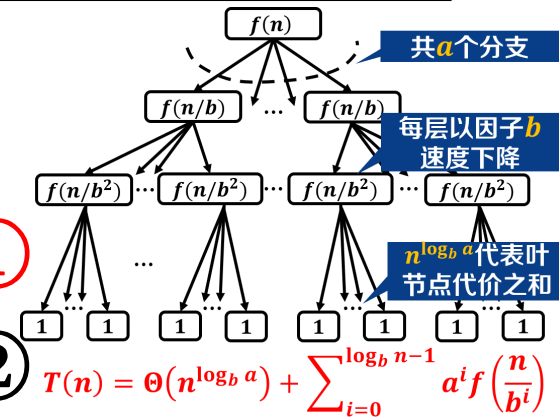 f(n)
共a个分支
f(n/b) ... f(n/b)
每层以因子b
速度下降
f(n/b²) ... f(n/b²) ... f(n/b²) ... f(n/b²)
n^{log_b a}代表叶
节点代价之和
...
... ... ... ...
1 1 1 1 1 1 1 1
2
T(n) = Θ(n^{log_b a}) + ∑_{i=0}^{log_b n−1} a^i f(n/b^i)